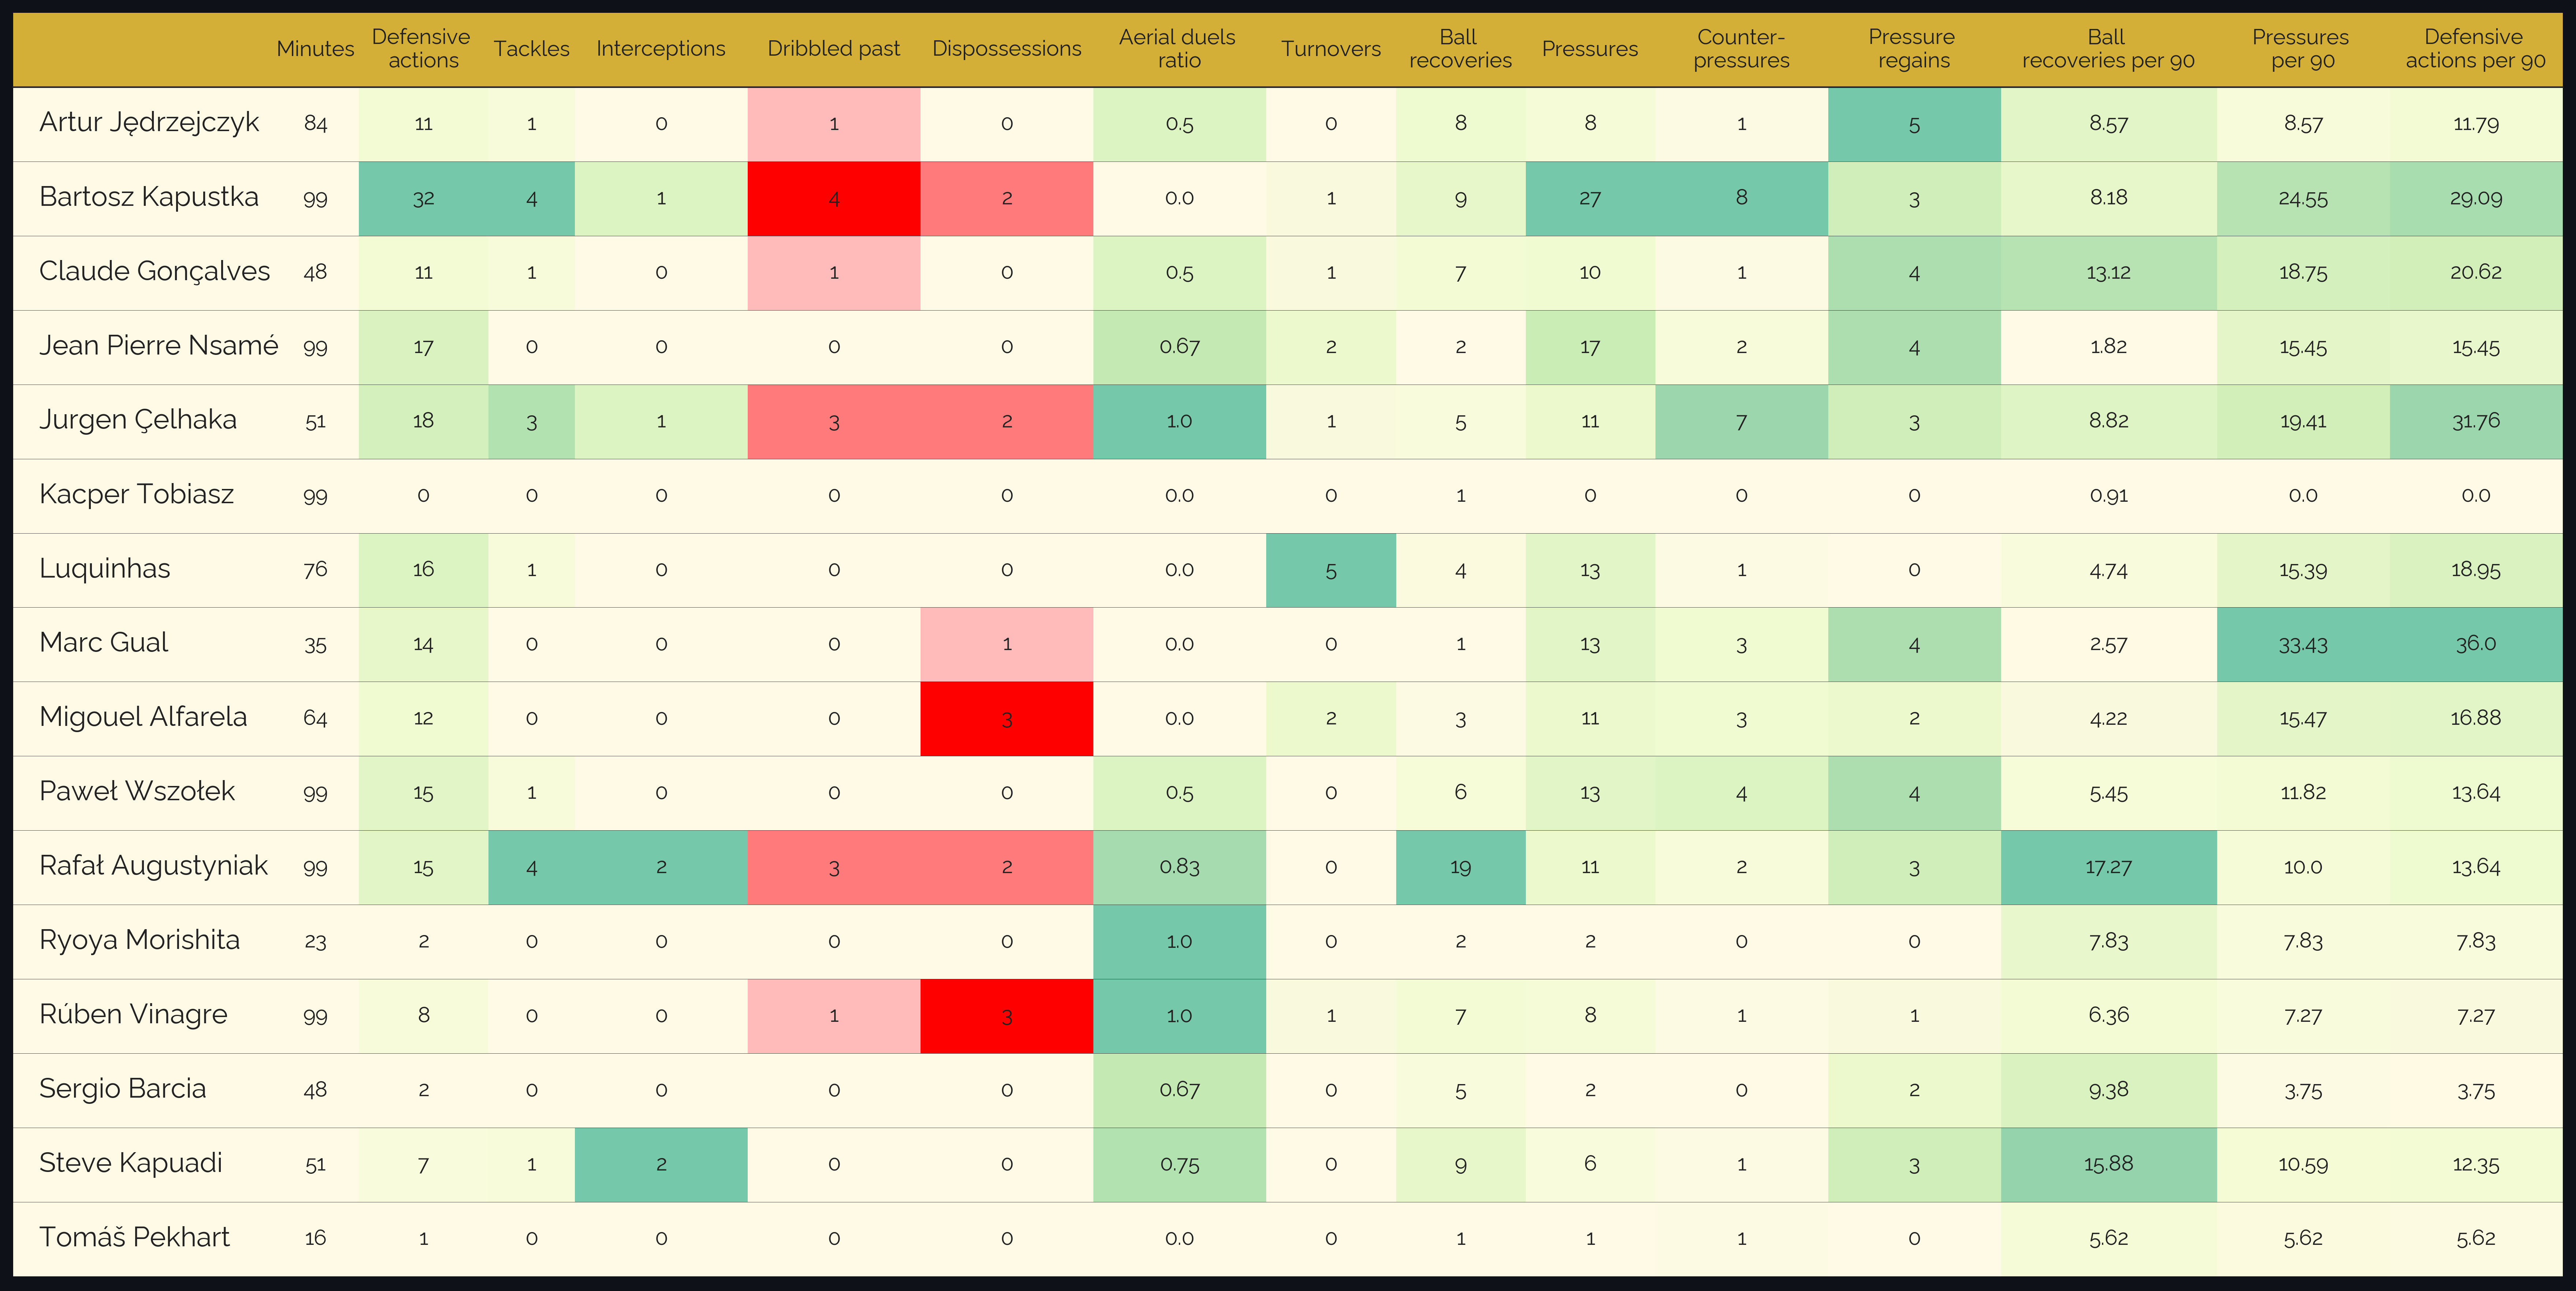 Minutes Defensive actions Tackles Interceptions Dribbled past Dispossessions Aerial duels ratio Turnovers Ball recoveries Pressures Counter-pressures Pressure regains Ball recoveries per 90 Pressures per 90 Defensive actions per 90
Artur Jędrzejczyk 84 11 1 0 1 0 0.5 0 8 8 1 5 8.57 8.57 11.79
Bartosz Kapustka 99 32 4 1 4 2 0.0 1 9 27 8 3 8.18 24.55 29.09
Claude Gonçalves 48 11 1 0 1 0 0.5 1 7 10 1 4 13.12 18.75 20.62
Jean Pierre Nsamé 99 17 0 0 0 0 0.67 2 2 17 2 4 1.82 15.45 15.45
Jurgen Çelhaka 51 18 3 1 3 2 1.0 1 5 11 7 3 8.82 19.41 31.76
Kacper Tobiasz 99 0 0 0 0 0 0.0 0 1 0 0 0 0.91 0.0 0.0
Luquinhas 76 16 1 0 0 0 0.0 5 4 13 1 0 4.74 15.39 18.95
Marc Gual 35 14 0 0 0 1 0.0 0 1 13 3 4 2.57 33.43 36.0
Migouel Alfarela 64 12 0 0 0 3 0.0 2 3 11 3 2 4.22 15.47 16.88
Paweł Wszołek 99 15 1 0 0 0 0.5 0 6 13 4 4 5.45 11.82 13.64
Rafał Augustyniak 99 15 4 2 3 2 0.83 0 19 11 2 3 17.27 10.0 13.64
Ryoya Morishita 23 2 0 0 0 0 1.0 0 2 2 0 0 7.83 7.83 7.83
Rúben Vinagre 99 8 0 0 1 3 1.0 1 7 8 1 1 6.36 7.27 7.27
Sergio Barcia 48 2 0 0 0 0 0.67 0 5 2 0 2 9.38 3.75 3.75
Steve Kapuadi 51 7 1 2 0 0 0.75 0 9 6 1 3 15.88 10.59 12.35
Tomáš Pekhart 16 1 0 0 0 0 0.0 0 1 1 1 0 5.62 5.62 5.62